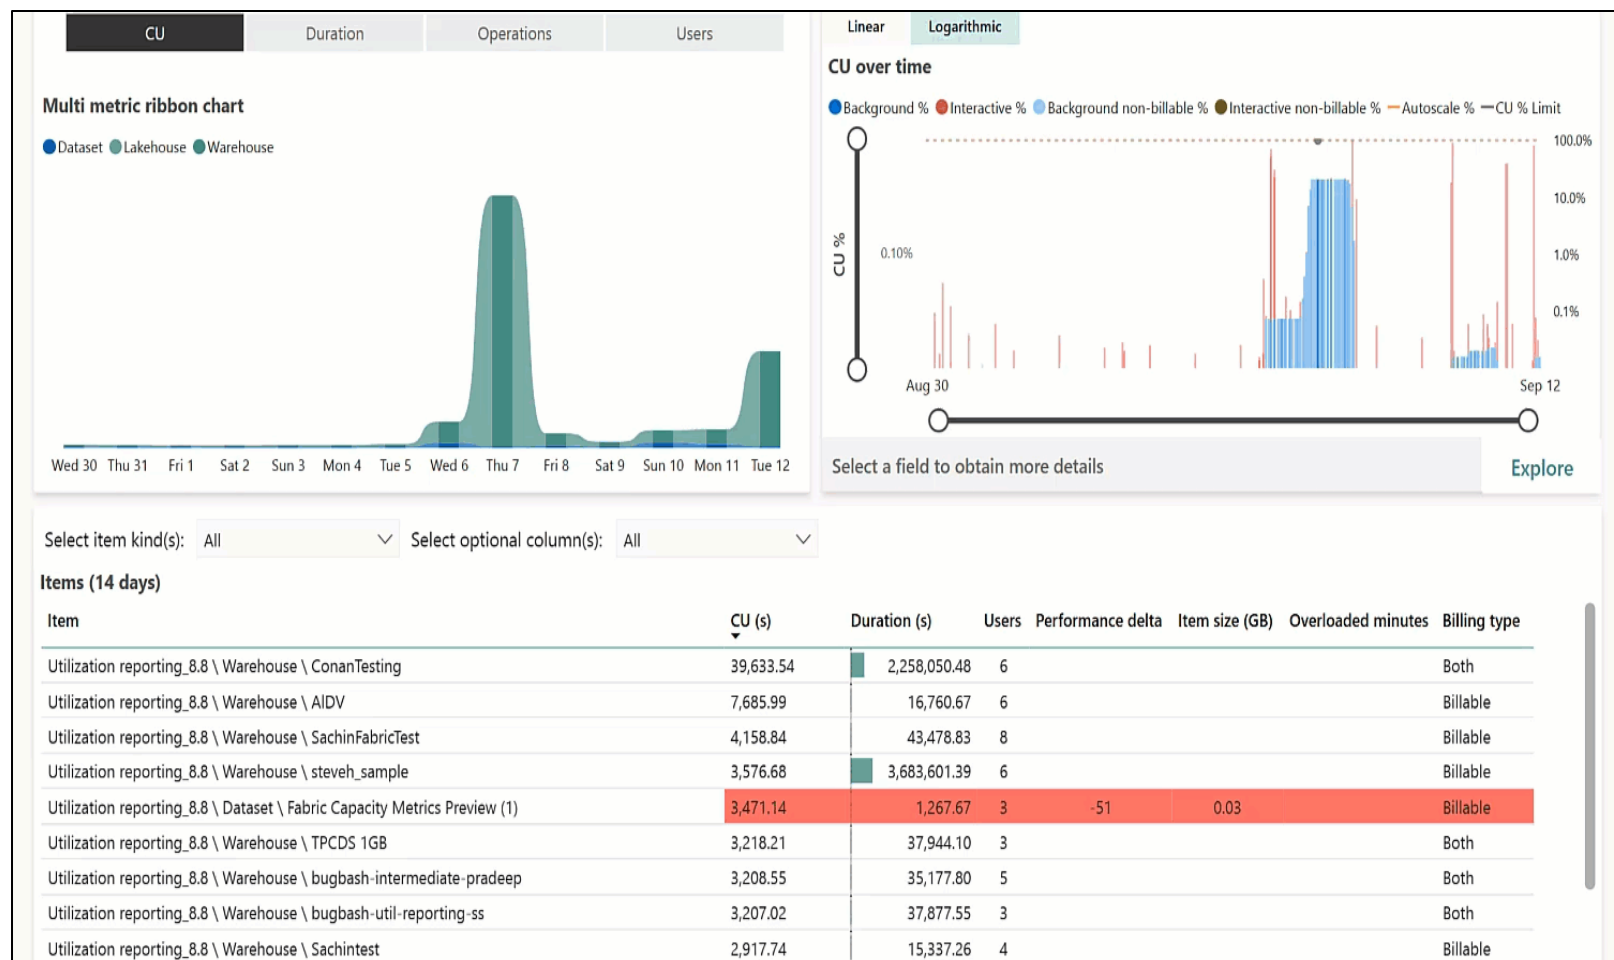 CU Duration Operations Users
Multi metric ribbon chart
Dataset Lakehouse Warehouse
Wed 30 Thu 31 Fri 1 Sat 2 Sun 3 Mon 4 Tue 5 Wed 6 Thu 7 Fri 8 Sat 9 Sun 10 Mon 11 Tue 12
Linear Logarithmic
CU over time
Background % Interactive % Background non-billable % Interactive non-billable % Autoscale % CU % Limit
CU %
0.10%
100.0%
10.0%
1.0%
0.1%
Aug 30 Sep 12
Select a field to obtain more details Explore
Select item kind(s): All Select optional column(s): All
Items (14 days)
Item CU (s) Duration (s) Users Performance delta Item size (GB) Overloaded minutes Billing type
Utilization reporting_8.8 \ Warehouse \ ConanTesting 39,633.54 2,258,050.48 6 Both
Utilization reporting_8.8 \ Warehouse \ AIDV 7,685.99 16,760.67 6 Billable
Utilization reporting_8.8 \ Warehouse \ SachinFabricTest 4,158.84 43,478.83 8 Billable
Utilization reporting_8.8 \ Warehouse \ steveh_sample 3,576.68 3,683,601.39 6 Billable
Utilization reporting_8.8 \ Dataset \ Fabric Capacity Metrics Preview (1) 3,471.14 1,267.67 3 -51 0.03 Billable
Utilization reporting_8.8 \ Warehouse \ TPCDS 1GB 3,218.21 37,944.10 3 Both
Utilization reporting_8.8 \ Warehouse \ bugbash-intermediate-pradeep 3,208.55 35,177.80 5 Both
Utilization reporting_8.8 \ Warehouse \ bugbash-util-reporting-ss 3,207.02 37,877.55 3 Both
Utilization reporting_8.8 \ Warehouse \ Sachintest 2,917.74 15,337.26 4 Billable